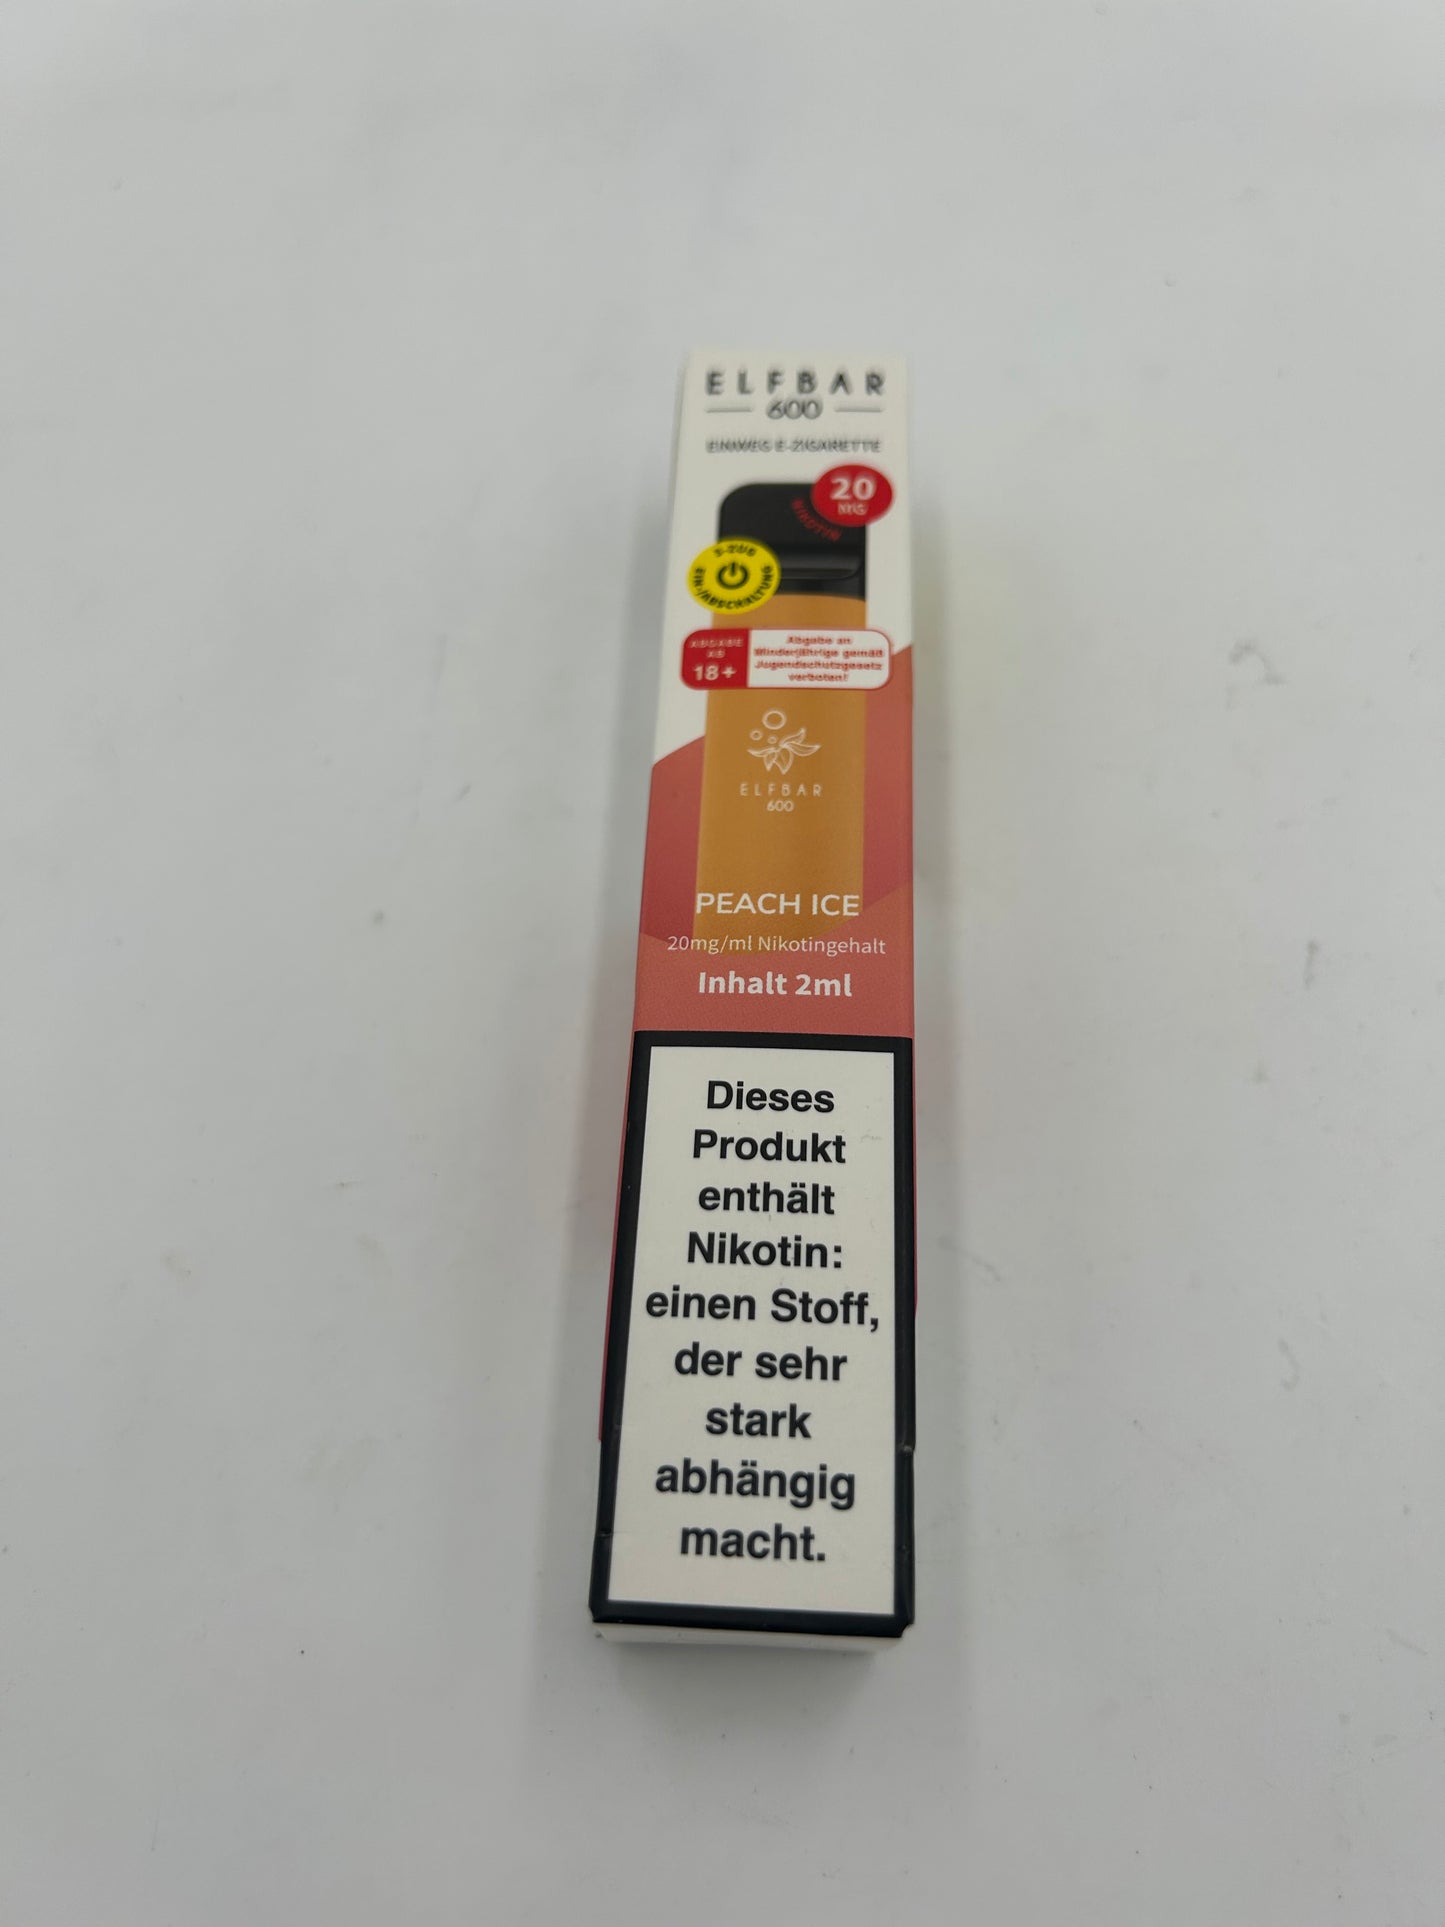 ELFBAR
600
EINWEG E-ZIGARETTE
20
MG
NIKOTIN
3-ZUG
EIN-/AUSSCHALTUNG
ABGABE
AB
18+
Abgabe an
Minderjährige gemäß
Jugendschutzgesetz
verboten!
ELFBAR
600
PEACH ICE
20mg/ml Nikotingehalt
Inhalt 2ml
Dieses
Produkt
enthält
Nikotin:
einen Stoff,
der sehr
stark
abhängig
macht.